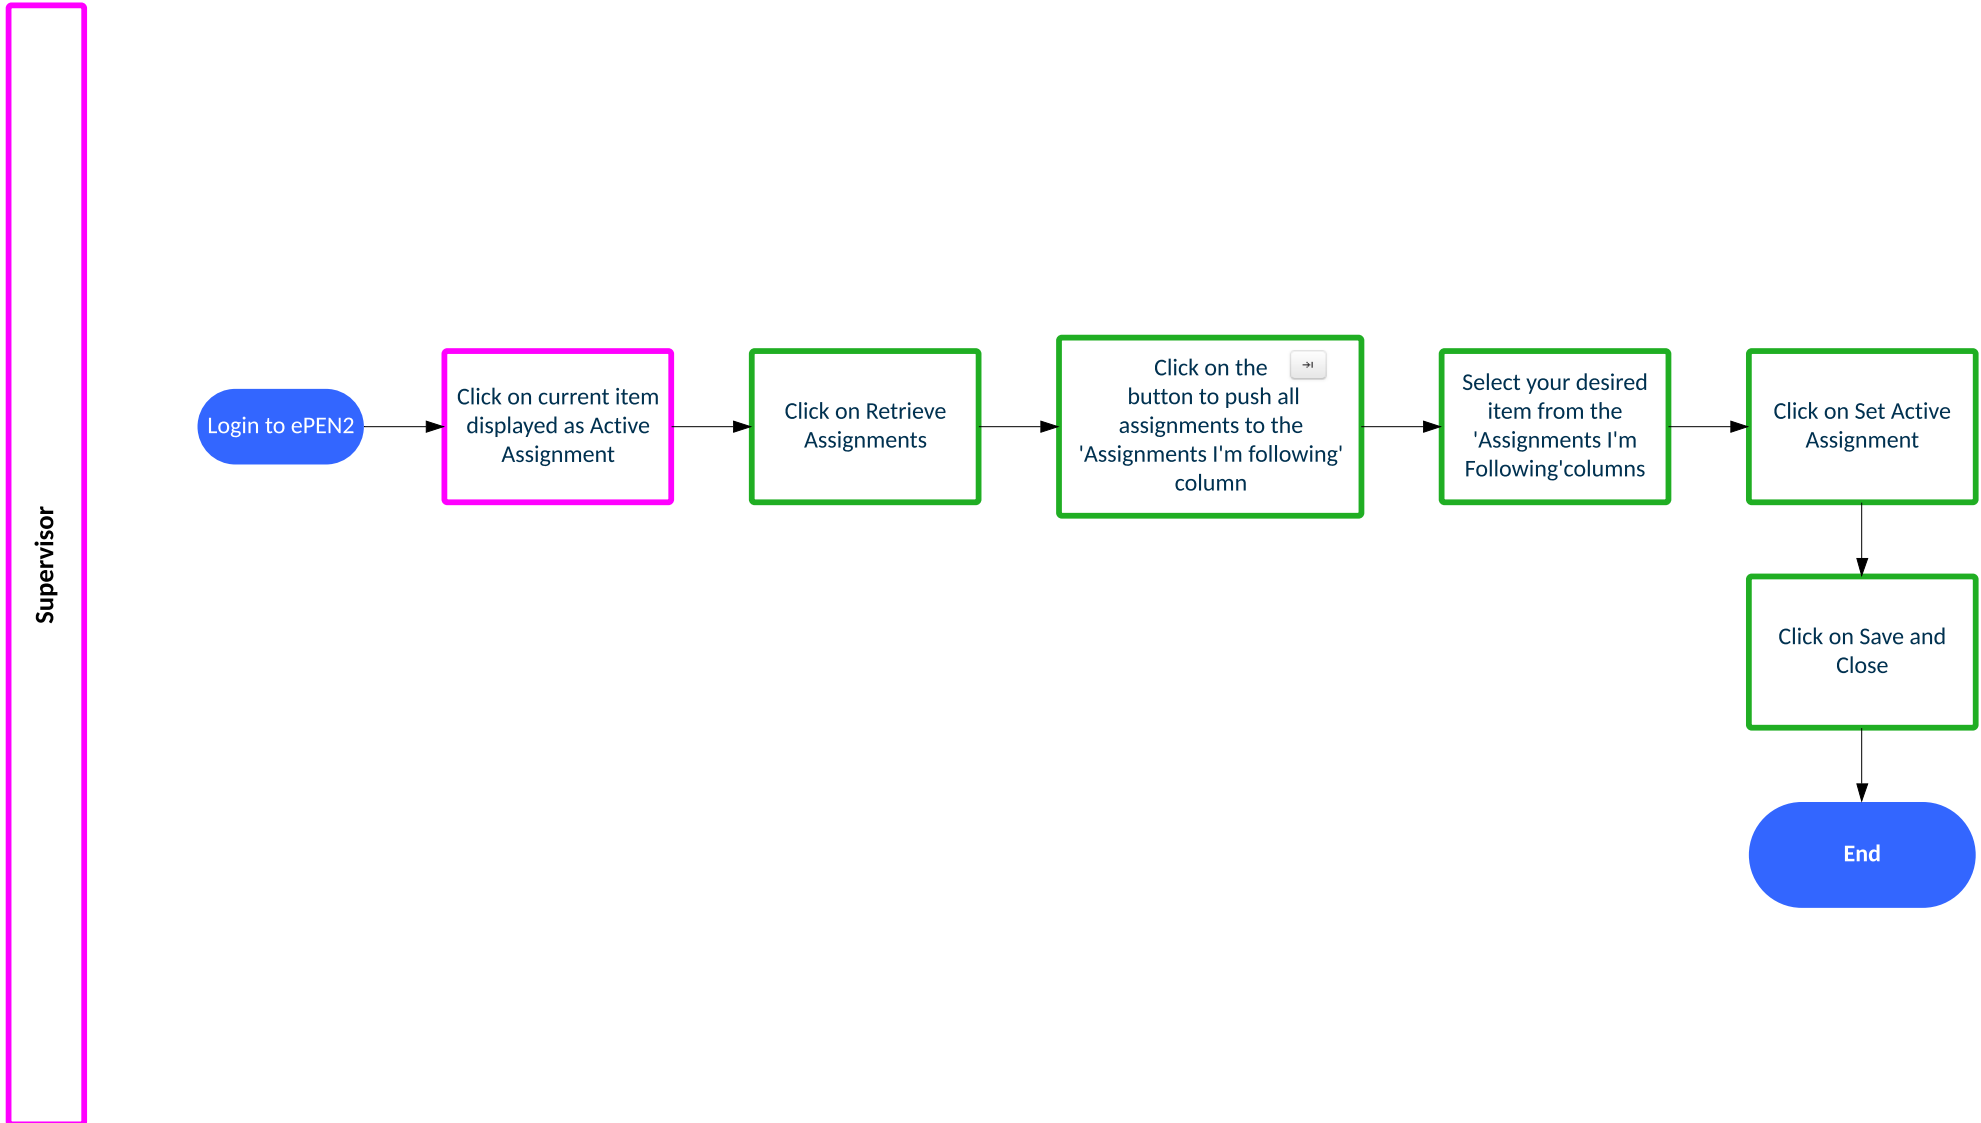 Supervisor
Login to ePEN2
Click on current item
displayed as Active
Assignment
Click on Retrieve
Assignments
Click on the
button to push all
assignments to the
'Assignments I'm following'
column
Select your desired
item from the
'Assignments I'm
Following'columns
Click on Set Active
Assignment
Click on Save and
Close
End